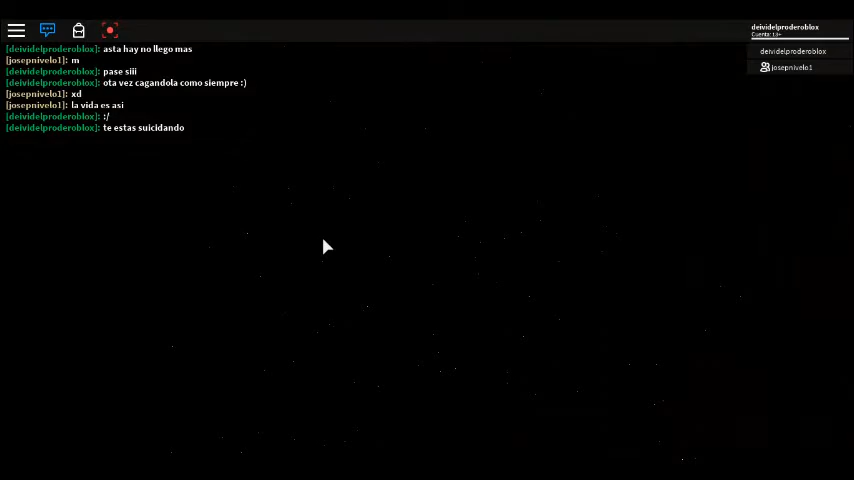 deividelproderoblox
Cuenta: 13+
deividelproderoblox
josepnivelo1
[deividelproderoblox]: asta hay no llego mas
[josepnivelo1]: m
[deividelproderoblox]: pase siii
[deividelproderoblox]: ota vez cagandola como siempre :)
[josepnivelo1]: xd
[josepnivelo1]: la vida es asi
[deividelproderoblox]: :/
[deividelproderoblox]: te estas suicidando